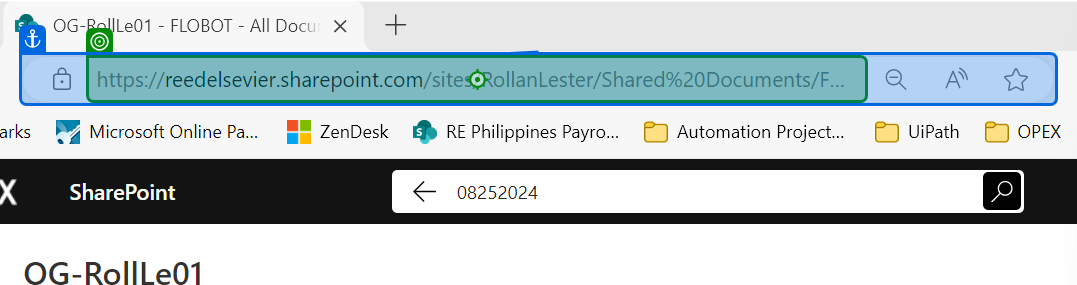 OG-RollLe01 - FLOBOT - All Docu
https://reedelsevier.sharepoint.com/sites/RollanLester/Shared%20Documents/F...
arks Microsoft Online Pa... ZenDesk RE Philippines Payro... Automation Project... UiPath OPEX
X SharePoint 08252024
OG-RollLe01